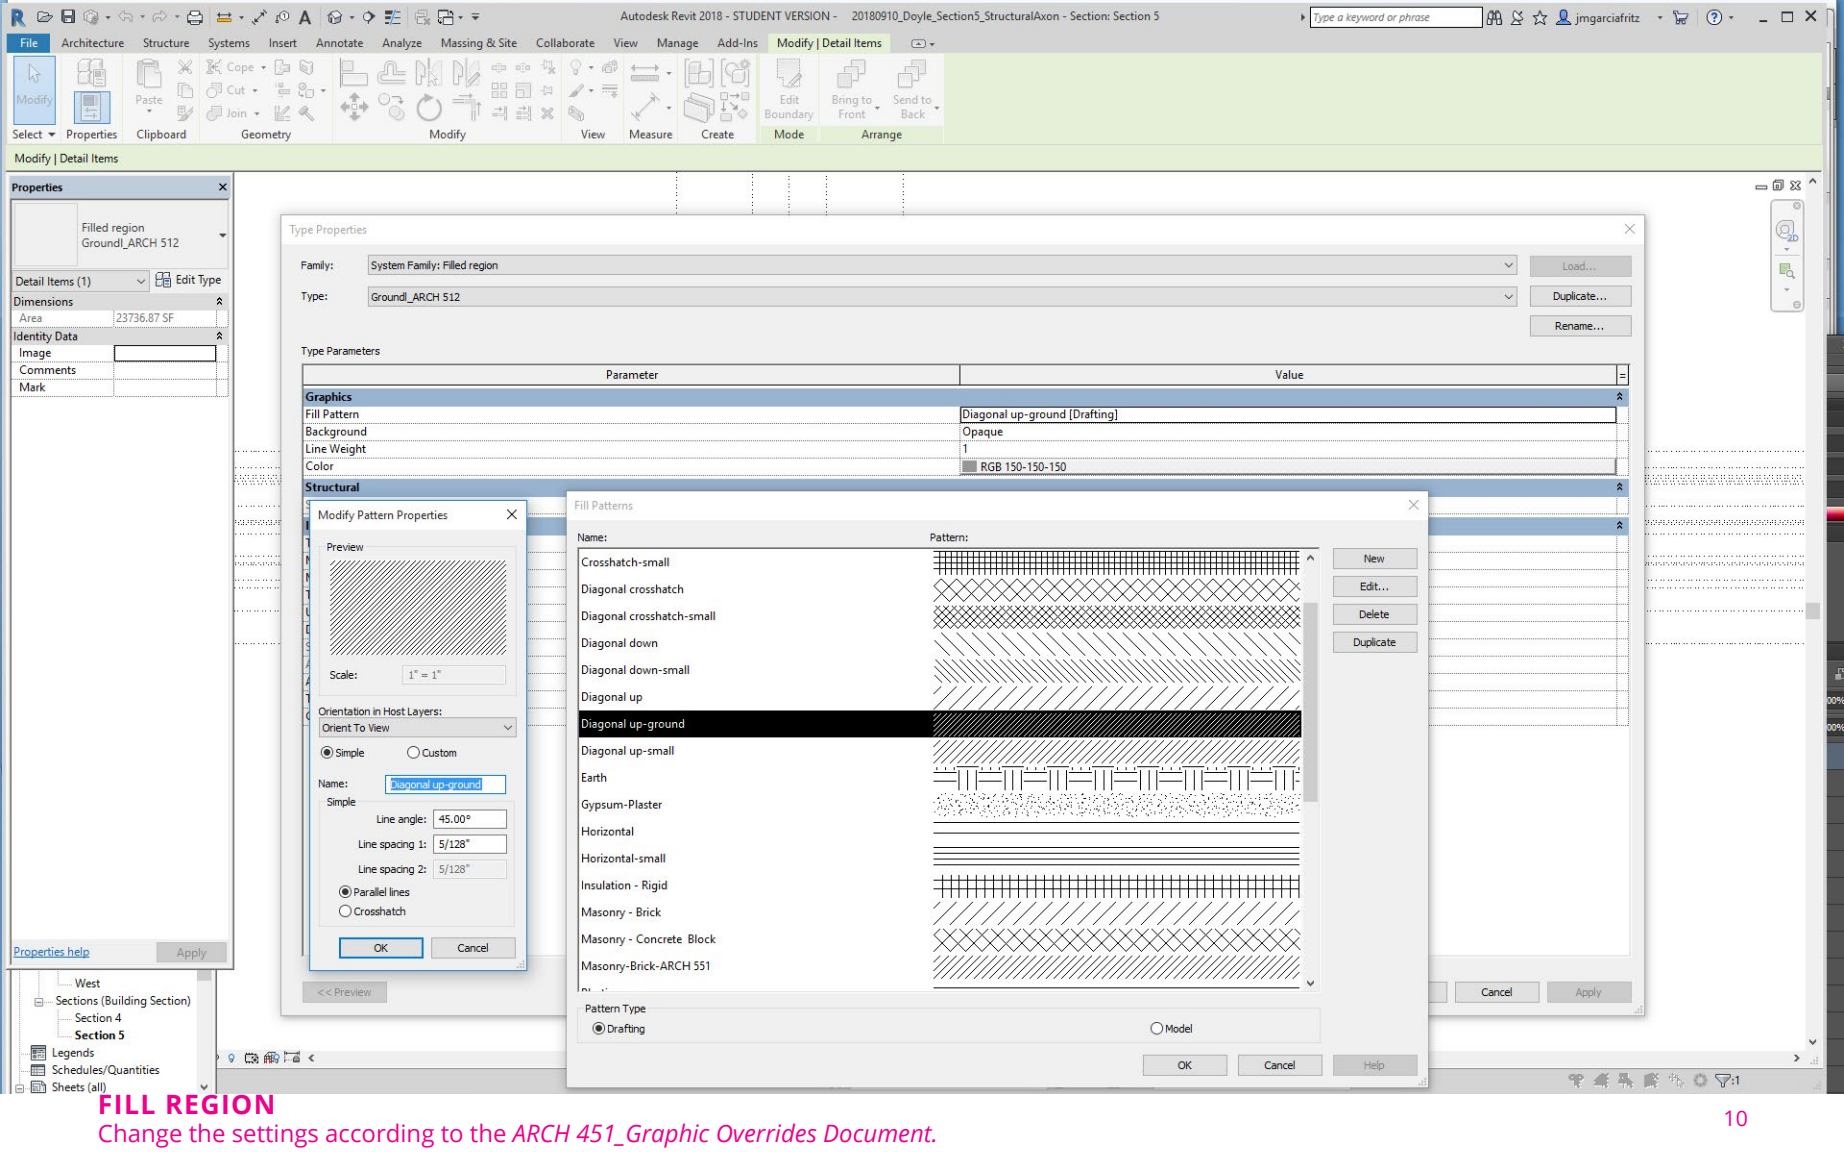 Autodesk Revit 2018 - STUDENT VERSION - 20180910_Doyle_Section5_StructuralAxon - Section: Section 5
Type a keyword or phrase
jmgarciafritz
File Architecture Structure Systems Insert Annotate Analyze Massing & Site Collaborate View Manage Add-Ins Modify | Detail Items
Modify
Paste
Cope
Cut
Join
Edit Boundary
Bring to Front
Send to Back
Select Properties Clipboard Geometry Modify View Measure Create Mode Arrange
Modify | Detail Items
Properties
Filled region
Groundl_ARCH 512
Detail Items (1)
Edit Type
Dimensions
Area 23736.87 SF
Identity Data
Image
Comments
Mark
Properties help
Apply
West
Sections (Building Section)
Section 4
Section 5
Legends
Schedules/Quantities
Sheets (all)
Type Properties
Family: System Family: Filled region
Load...
Type: Groundl_ARCH 512
Duplicate...
Rename...
Type Parameters
Parameter Value =
Graphics
Fill Pattern Diagonal up-ground [Drafting]
Background Opaque
Line Weight 1
Color RGB 150-150-150
Structural
<< Preview
Cancel
Apply
Modify Pattern Properties
Preview
Scale: 1" = 1"
Orientation in Host Layers:
Orient To View
Simple Custom
Name: Diagonal up-ground
Simple
Line angle: 45.00°
Line spacing 1: 5/128"
Line spacing 2: 5/128"
Parallel lines
Crosshatch
OK Cancel
Fill Patterns
Name: Pattern:
Crosshatch-small
Diagonal crosshatch
Diagonal crosshatch-small
Diagonal down
Diagonal down-small
Diagonal up
Diagonal up-ground
Diagonal up-small
Earth
Gypsum-Plaster
Horizontal
Horizontal-small
Insulation - Rigid
Masonry - Brick
Masonry - Concrete Block
Masonry-Brick-ARCH 551
New
Edit...
Delete
Duplicate
Pattern Type
Drafting Model
OK Cancel Help
:1
FILL REGION
Change the settings according to the ARCH 451_Graphic Overrides Document.
10